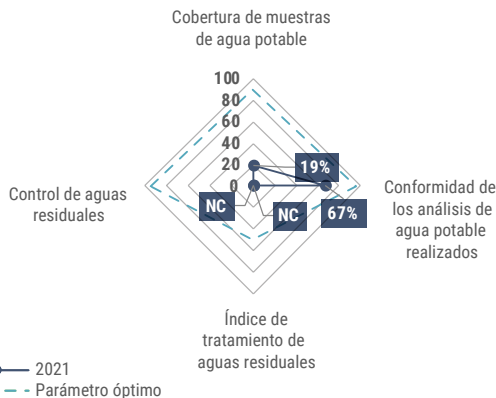 Cobertura de muestras
de agua potable
100
80
60
40
20
0
19%
NC
NC
67%
Control de aguas
residuales
Conformidad de
los análisis de
agua potable
realizados
Índice de
tratamiento de
aguas residuales
2021
Parámetro óptimo